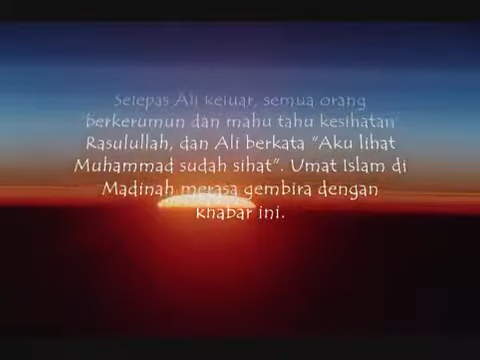 Selepas Ali keluar, semua orang
berkerumun dan mahu tahu kesihatan
Rasulullah, dan Ali berkata "Aku lihat
Muhammad sudah sihat". Umat Islam di
Madinah merasa gembira dengan
khabar ini.